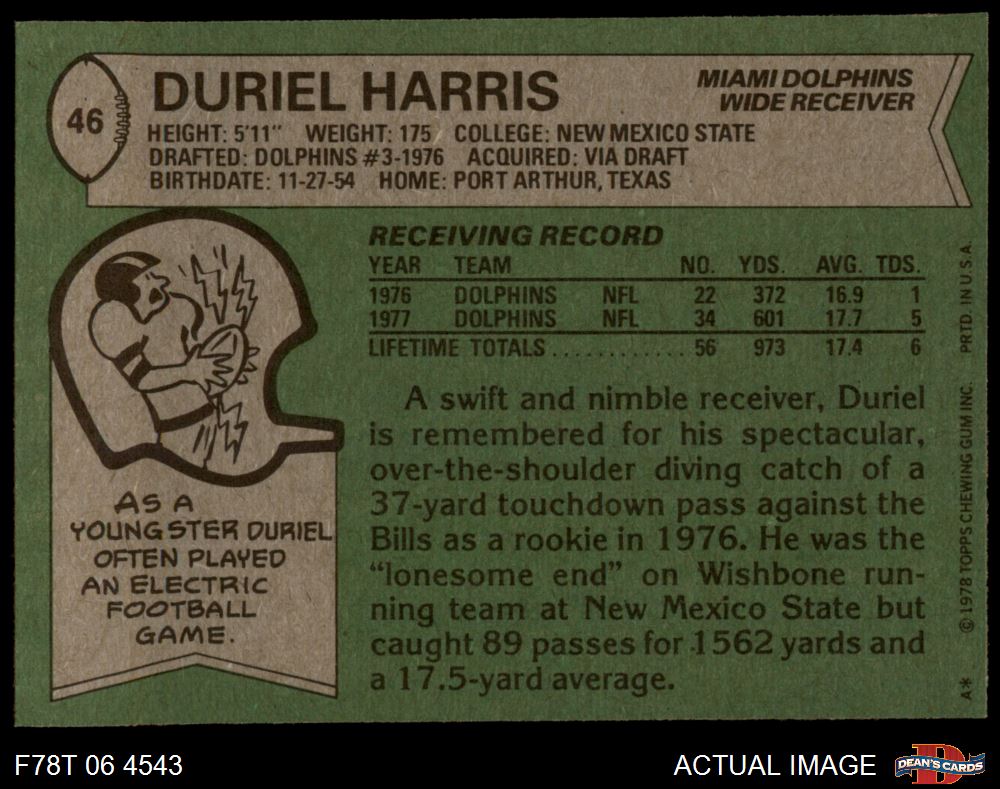 46
DURIEL HARRIS
MIAMI DOLPHINS
WIDE RECEIVER
HEIGHT: 5'11" WEIGHT: 175 COLLEGE: NEW MEXICO STATE
DRAFTED: DOLPHINS #3-1976 ACQUIRED: VIA DRAFT
BIRTHDATE: 11-27-54 HOME: PORT ARTHUR, TEXAS
RECEIVING RECORD
YEAR TEAM NO. YDS. AVG. TDS.
1976 DOLPHINS NFL 22 372 16.9 1
1977 DOLPHINS NFL 34 601 17.7 5
LIFETIME TOTALS............ 56 973 17.4 6
A swift and nimble receiver, Duriel
is remembered for his spectacular,
over-the-shoulder diving catch of a
37-yard touchdown pass against the
Bills as a rookie in 1976. He was the
"lonesome end" on Wishbone run-
ning team at New Mexico State but
caught 89 passes for 1562 yards and
a 17.5-yard average.
AS A
YOUNGSTER DURIEL
OFTEN PLAYED
AN ELECTRIC
FOOTBALL
GAME.
A* © 1978 TOPPS CHEWING GUM INC. PRTD. IN U.S.A.
F78T 06 4543
ACTUAL IMAGE
DEAN'S CARDS